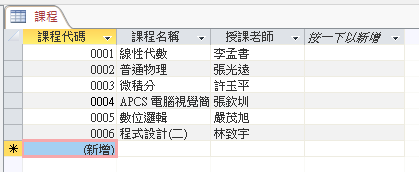 課程
課程代碼 課程名稱 授課老師 按一下以新增
0001 線性代數 李孟書
0002 普通物理 張光遠
0003 微積分 許玉平
0004 APCS 電腦視覺簡 張欽圳
0005 數位邏輯 嚴茂旭
0006 程式設計(二) 林致宇
(新增)